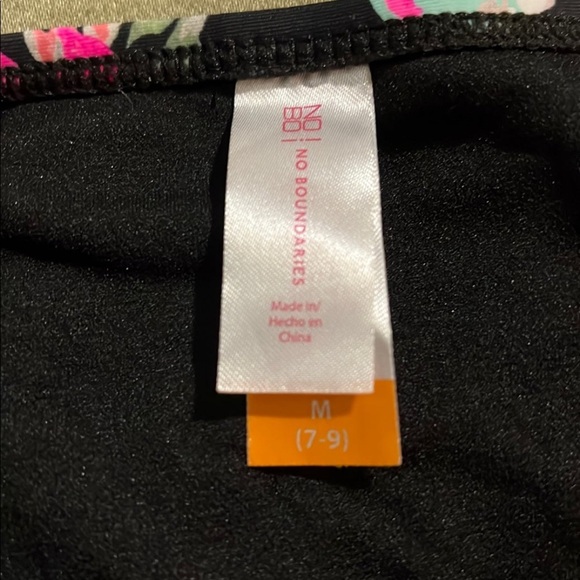 NO!
BO!
NO BOUNDARIES
Made in/
Hecho en
China
M
(7-9)